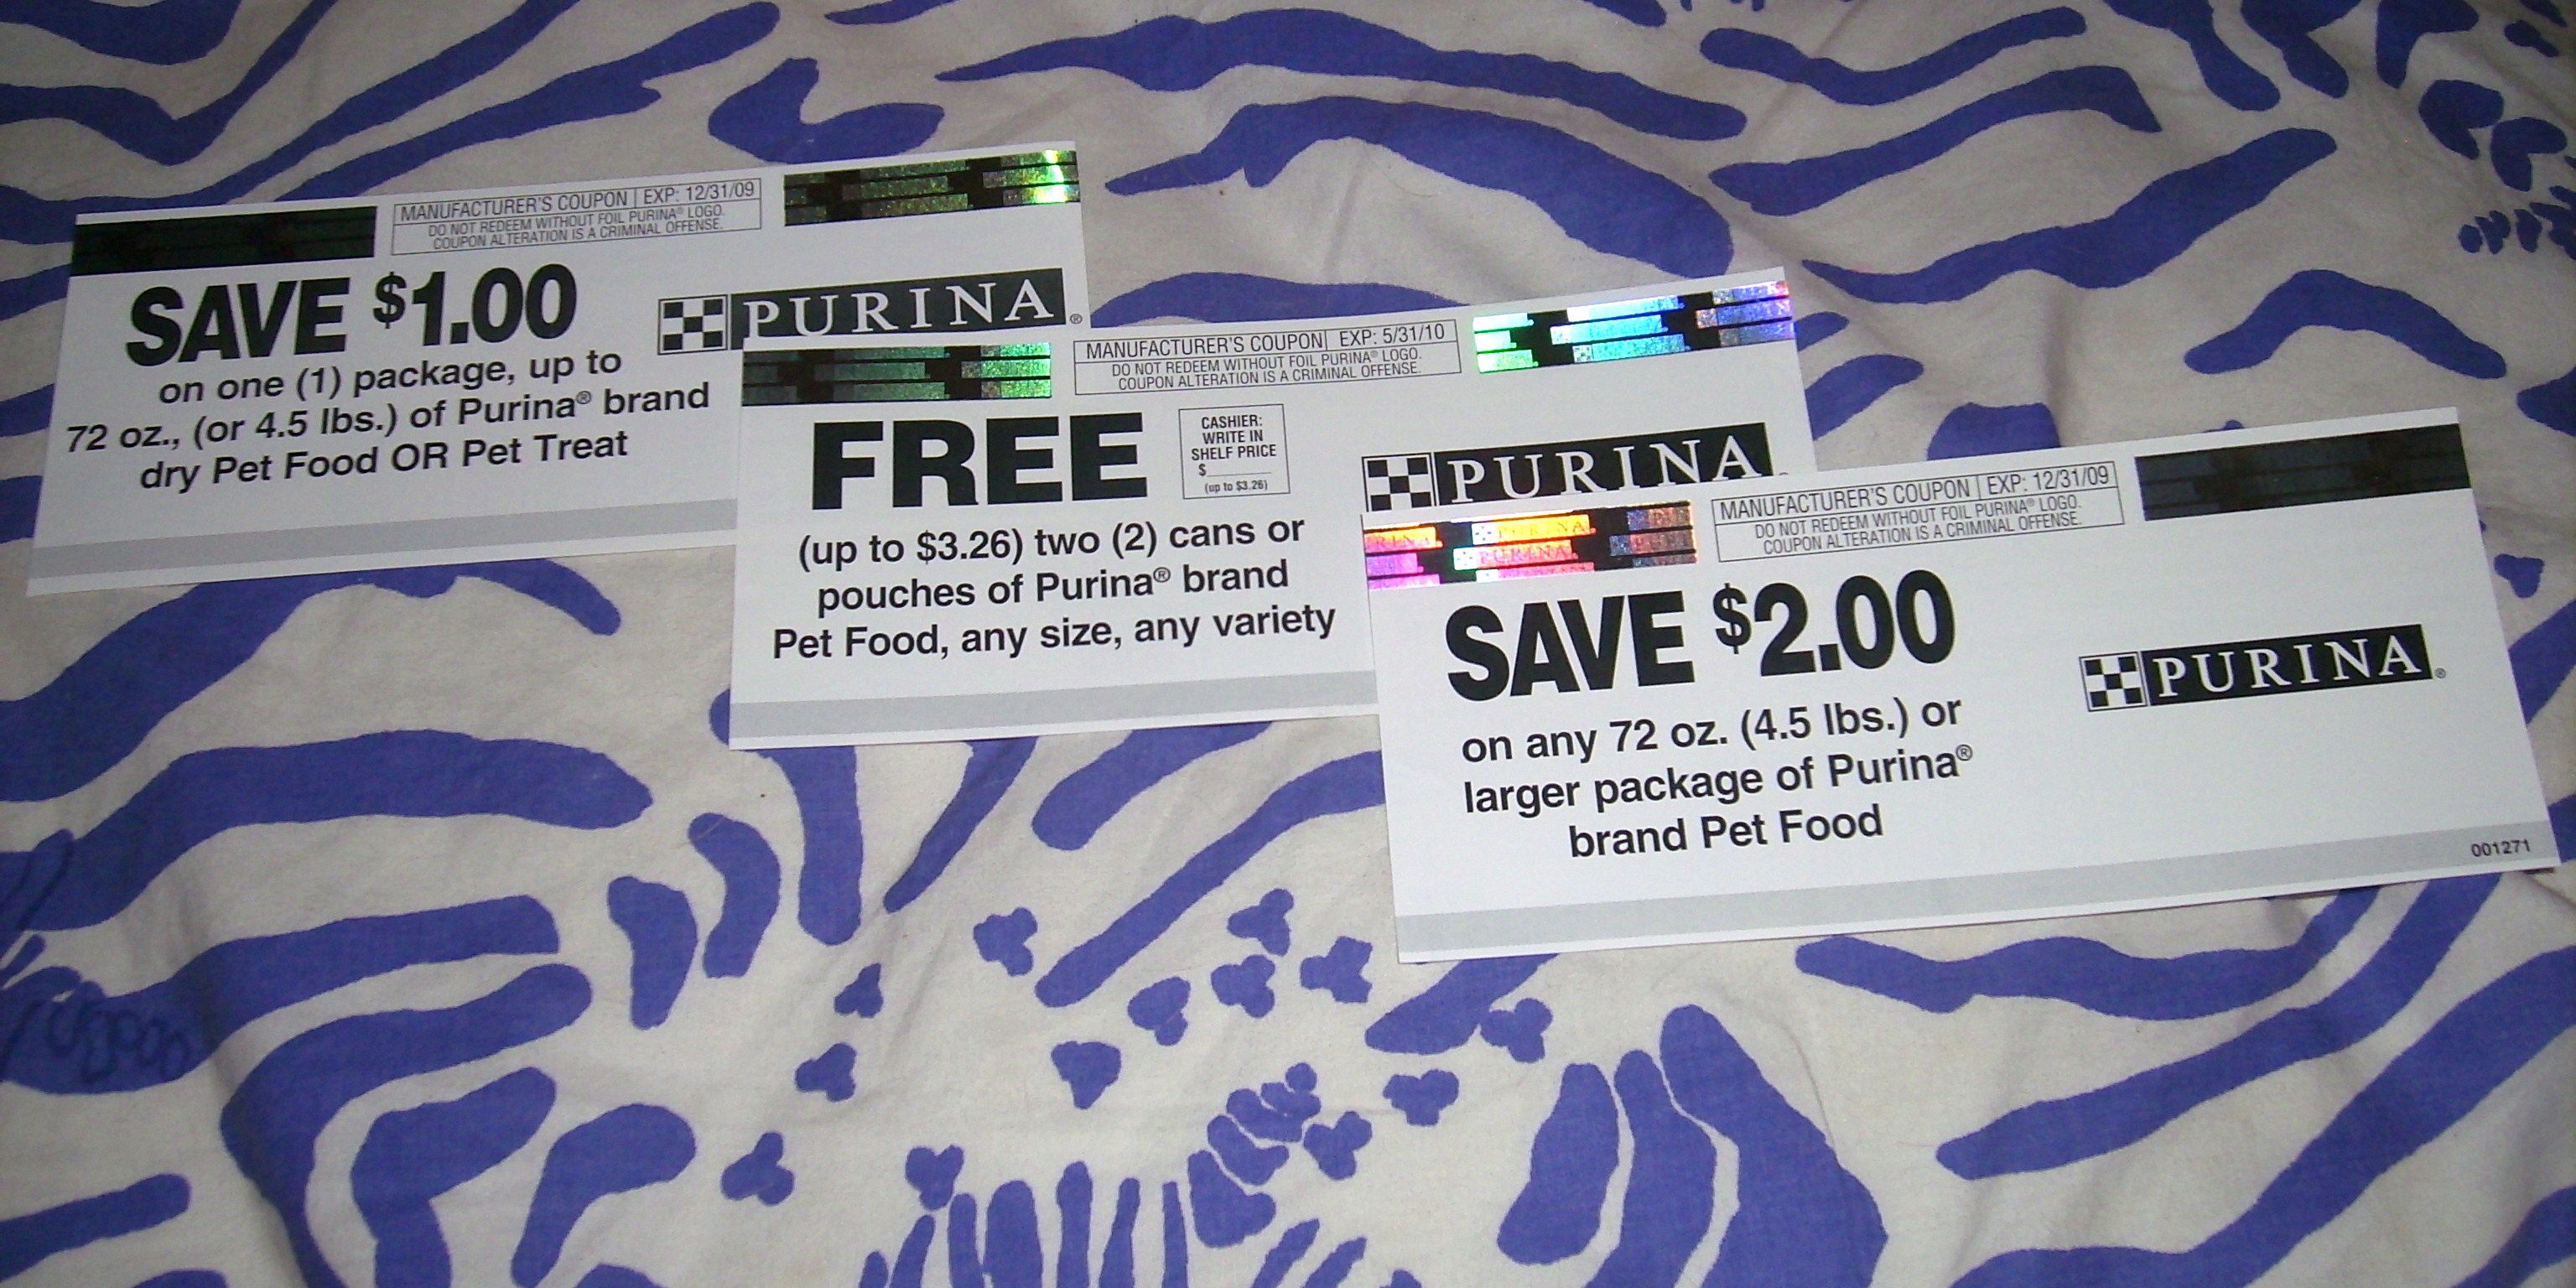 MANUFACTURER'S COUPON | EXP: 12/31/09
DO NOT REDEEM WITHOUT FOIL PURINA® LOGO.
COUPON ALTERATION IS A CRIMINAL OFFENSE.
SAVE $1.00
on one (1) package, up to
72 oz., (or 4.5 lbs.) of Purina® brand
dry Pet Food OR Pet Treat
PURINA®
MANUFACTURER'S COUPON | EXP: 5/31/10
DO NOT REDEEM WITHOUT FOIL PURINA® LOGO.
COUPON ALTERATION IS A CRIMINAL OFFENSE.
FREE
CASHIER:
WRITE IN
SHELF PRICE
$
(up to $3.26)
(up to $3.26) two (2) cans or
pouches of Purina® brand
Pet Food, any size, any variety
PURINA
MANUFACTURER'S COUPON | EXP: 12/31/09
DO NOT REDEEM WITHOUT FOIL PURINA® LOGO.
COUPON ALTERATION IS A CRIMINAL OFFENSE.
SAVE $2.00
on any 72 oz. (4.5 lbs.) or
larger package of Purina®
brand Pet Food
PURINA®
001271